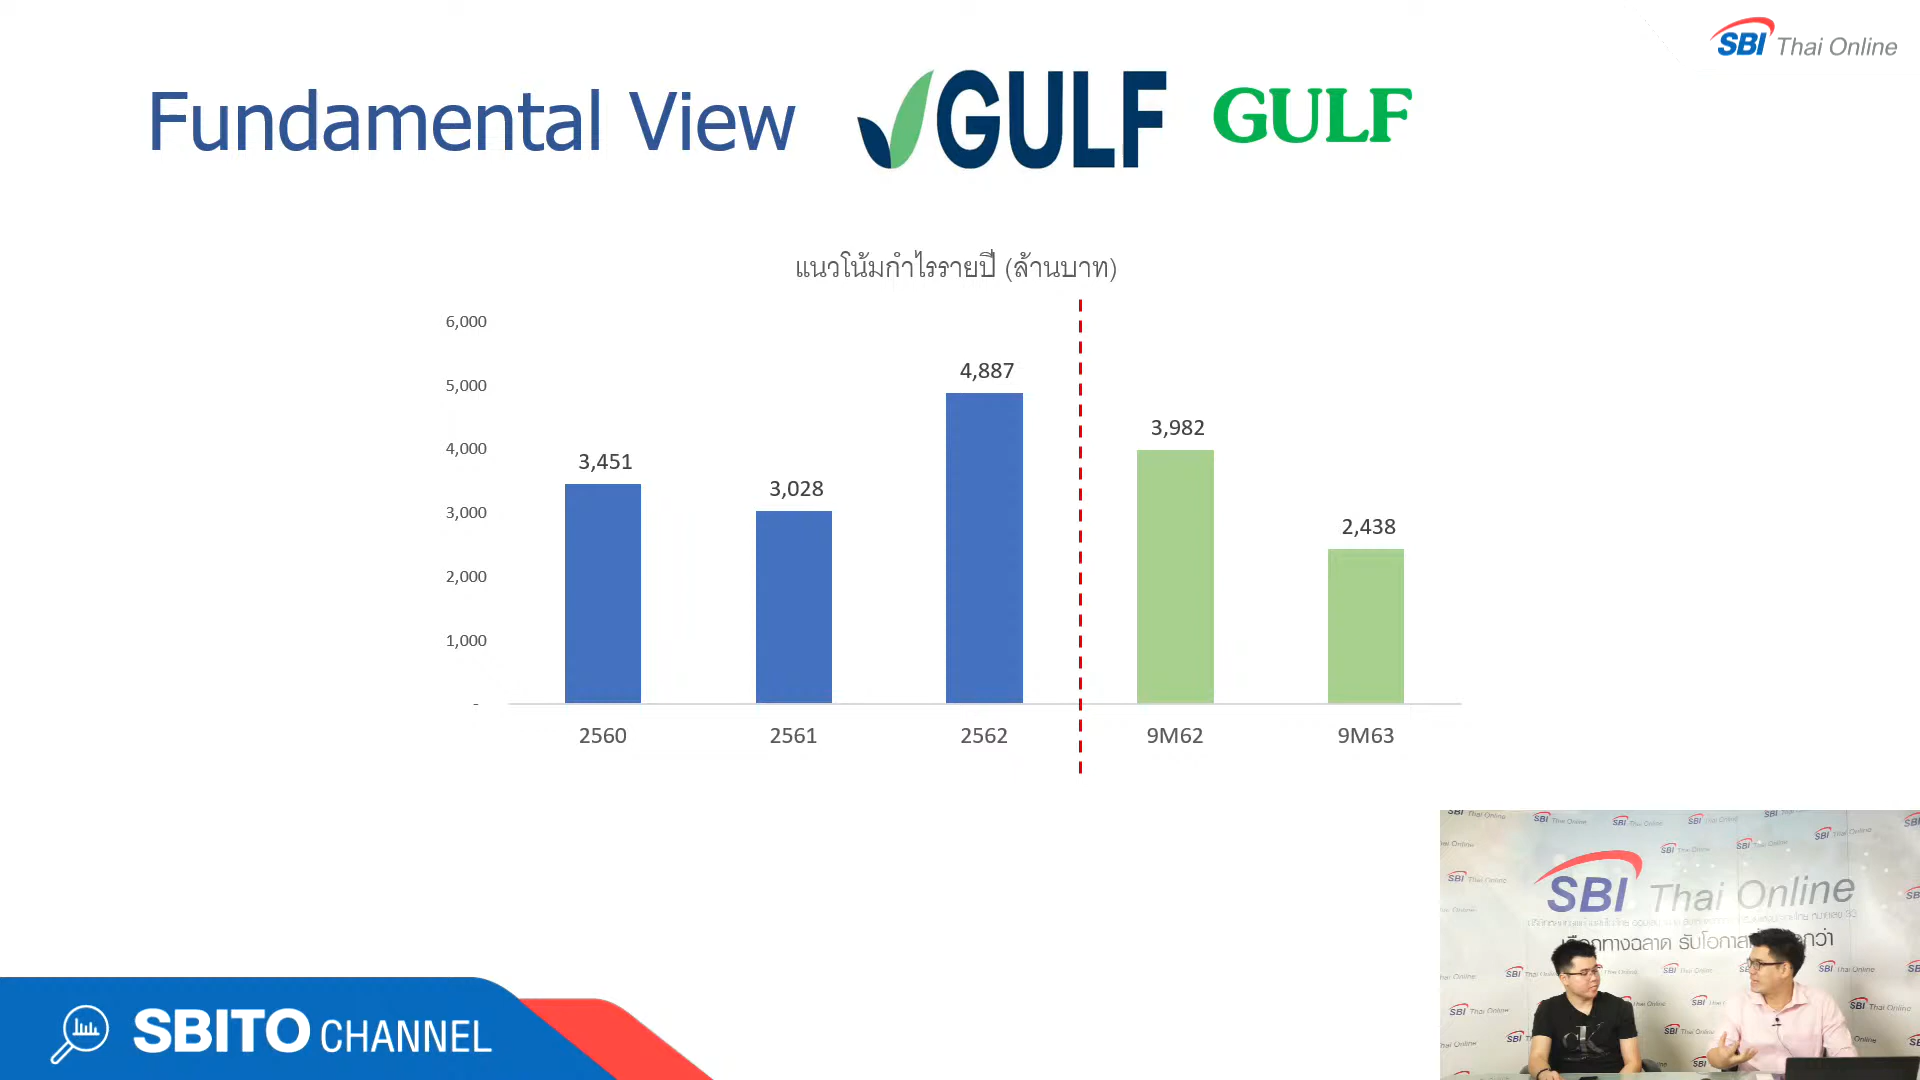 SBI Thai Online
Fundamental View
GULF
GULF
แนวโน้มกำไรรายปี (ล้านบาท)
6,000
5,000
4,000
3,000
2,000
1,000
-
3,451
3,028
4,887
3,982
2,438
2560
2561
2562
9M62
9M63
SBI Thai Online
SBITO CHANNEL